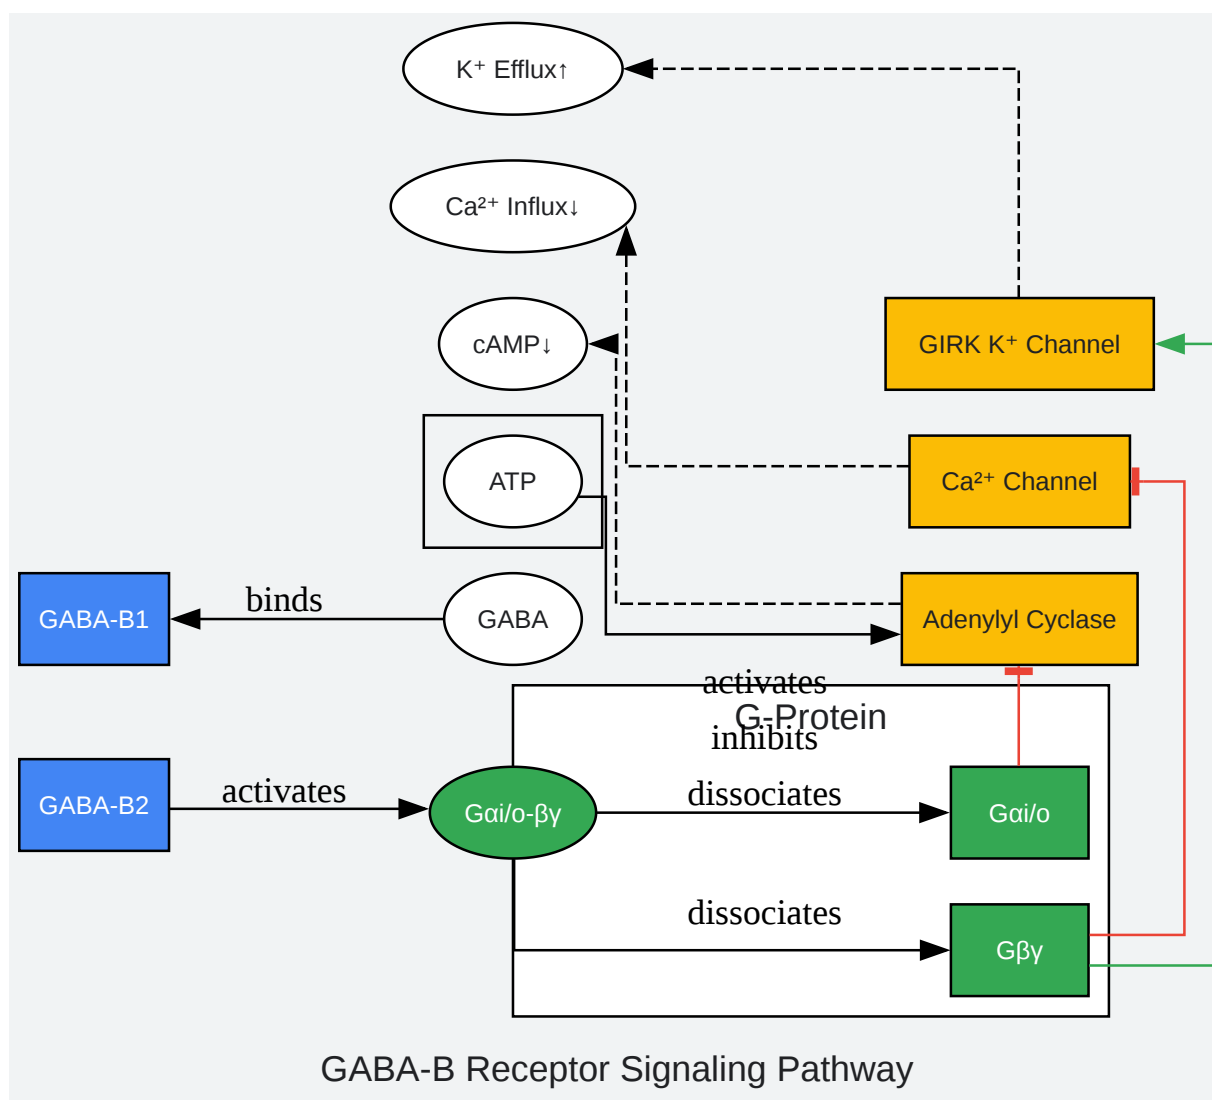 K⁺ Efflux↑
Ca²⁺ Influx↓
cAMP↓
GIRK K⁺ Channel
ATP
Ca²⁺ Channel
GABA-B1
binds
GABA
Adenylyl Cyclase
activates
G-Protein
inhibits
GABA-B2
activates
Gαi/o-βγ
dissociates
Gαi/o
dissociates
Gβγ
GABA-B Receptor Signaling Pathway